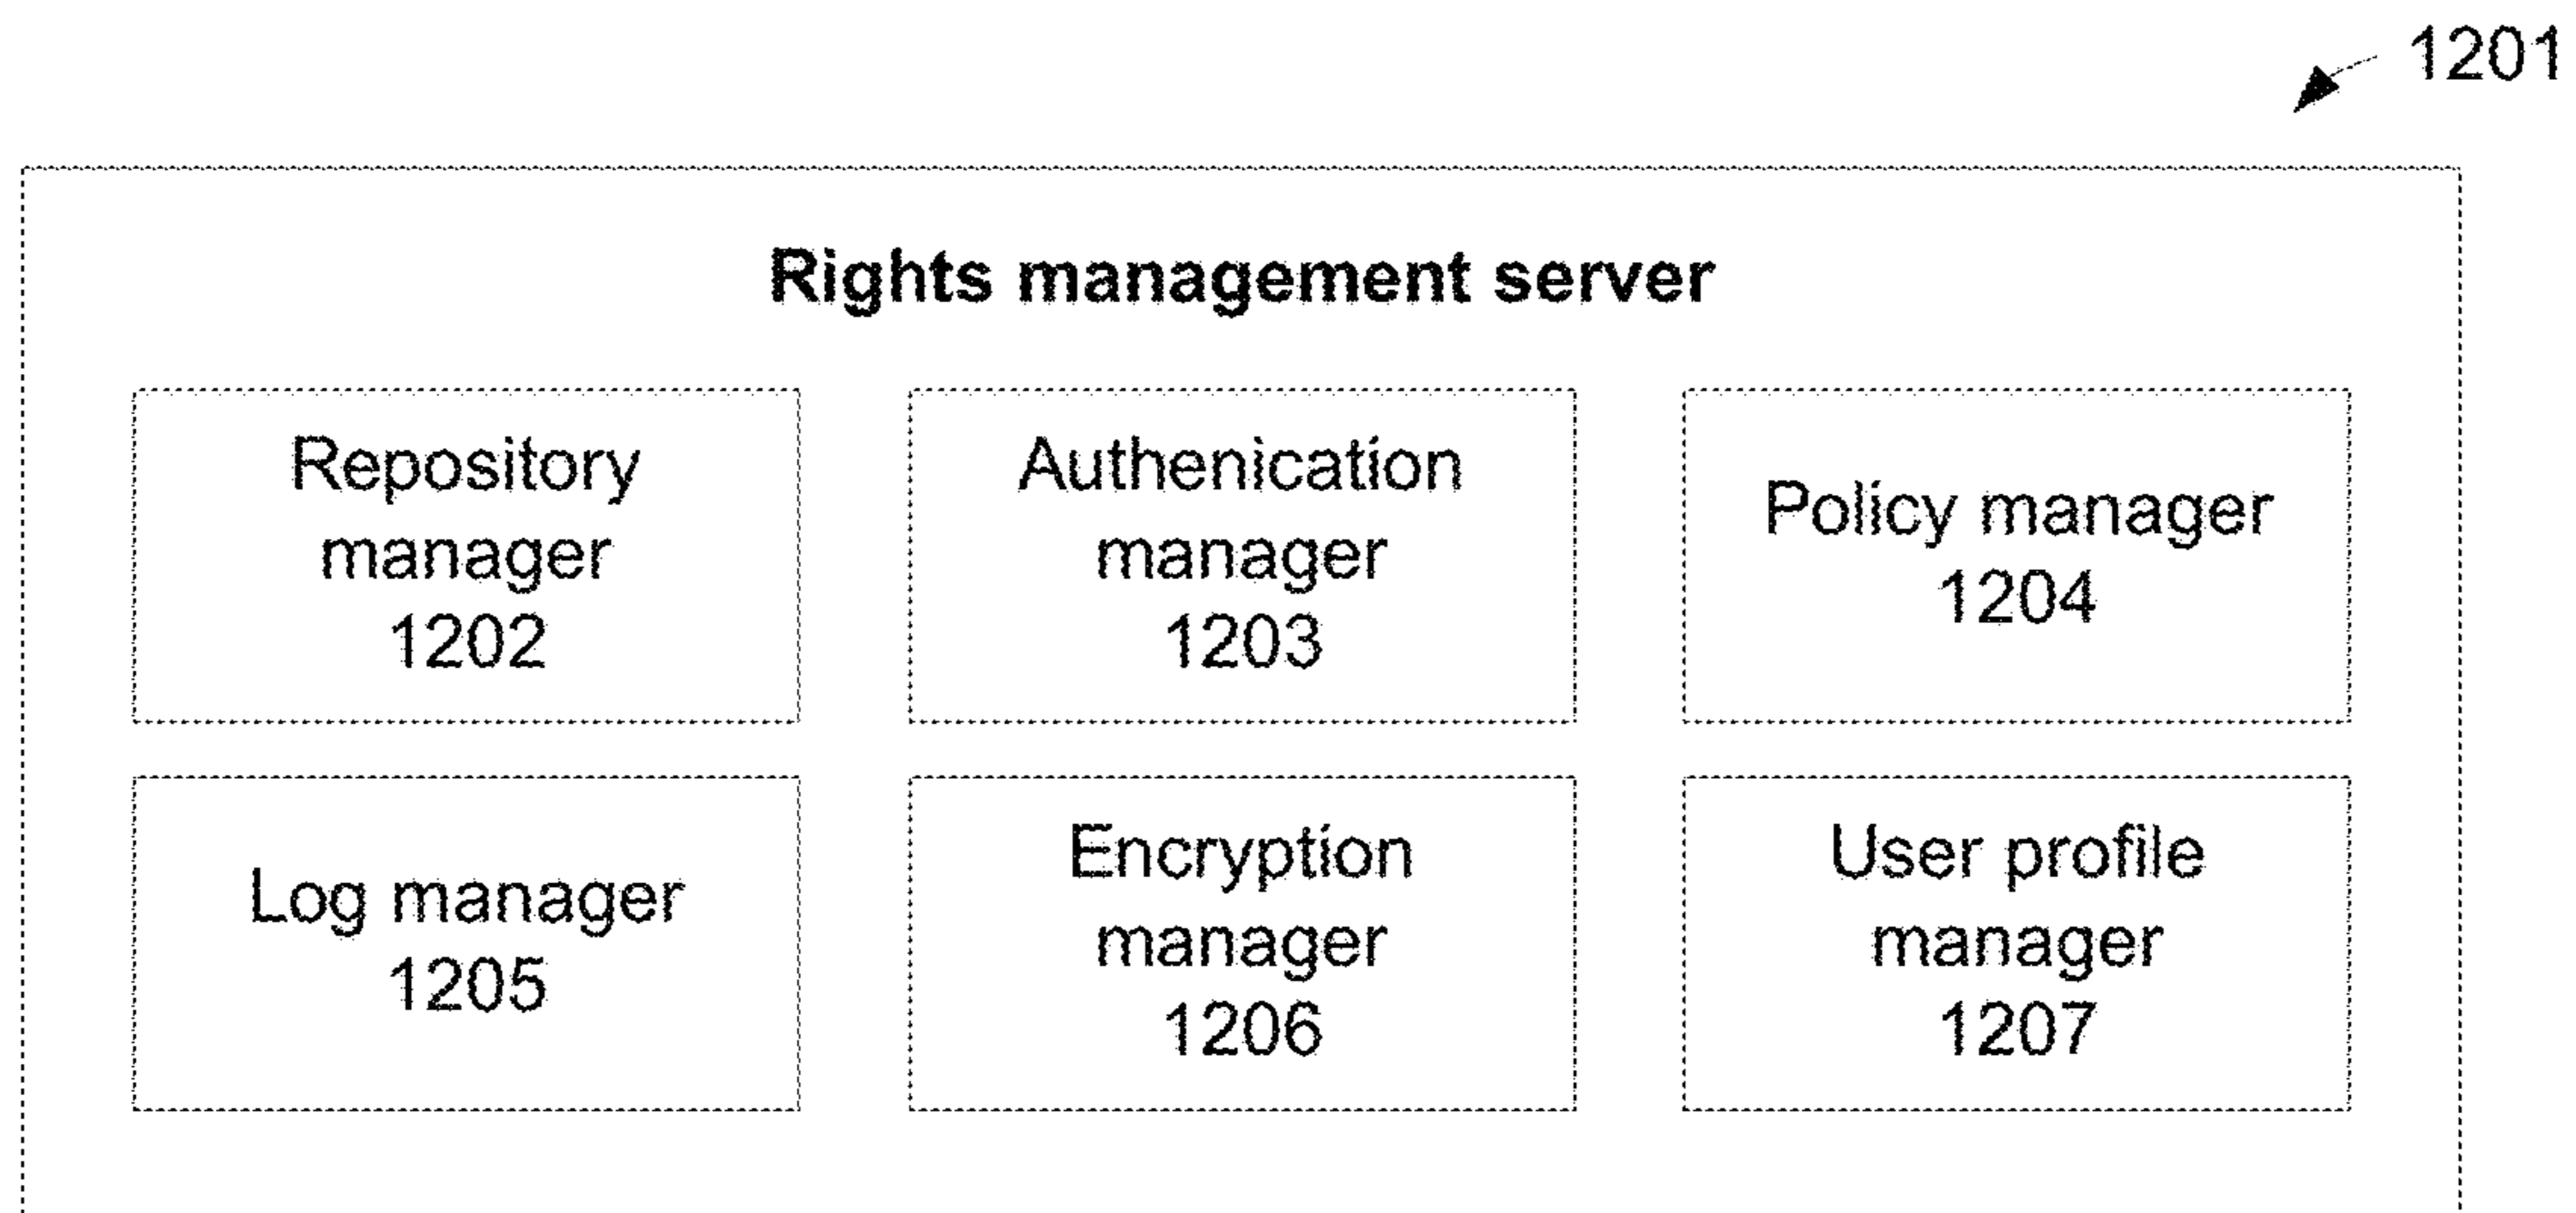 1201
Rights management server
Repository
manager
1202
Authenication
manager
1203
Policy manager
1204
Log manager
1205
Encryption
manager
1206
User profile
manager
1207